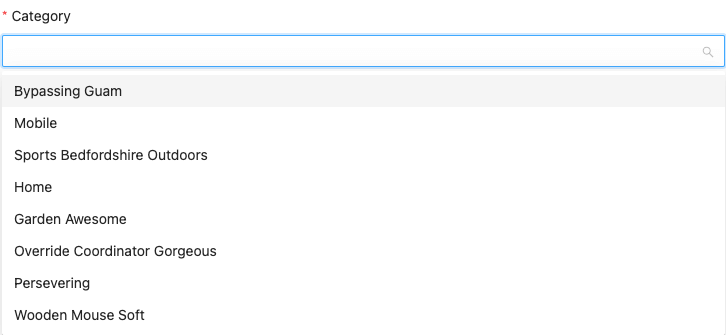 * Category
Bypassing Guam
Mobile
Sports Bedfordshire Outdoors
Home
Garden Awesome
Override Coordinator Gorgeous
Persevering
Wooden Mouse Soft